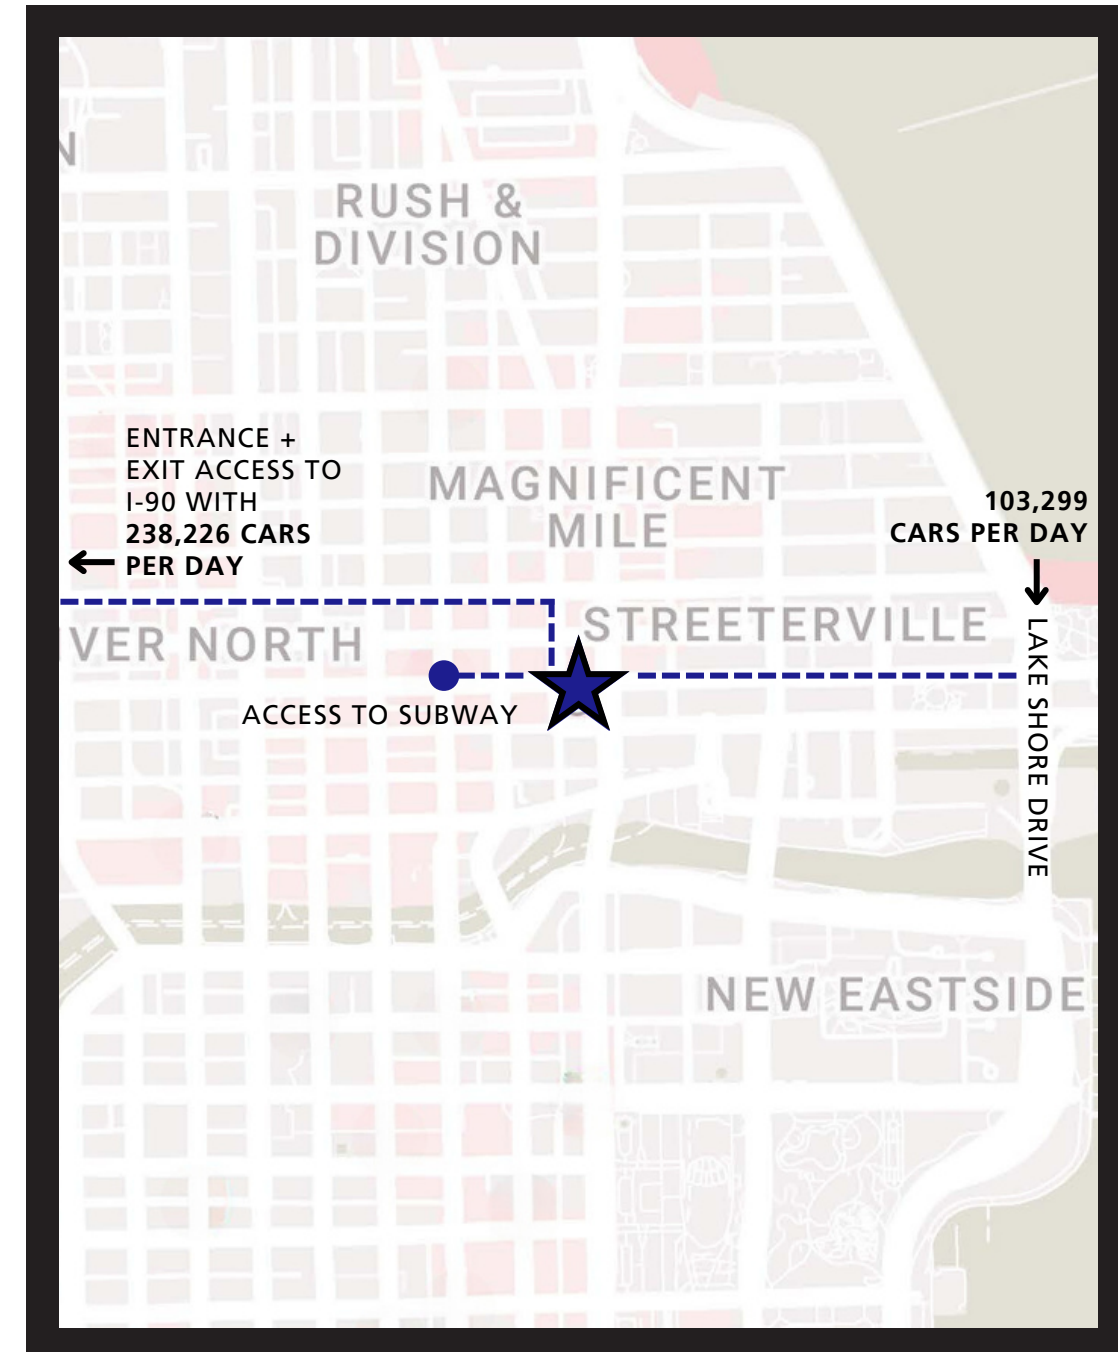 N
RUSH &
DIVISION
ENTRANCE +
EXIT ACCESS TO
I-90 WITH
238,226 CARS
PER DAY
MAGNIFICENT
MILE
103,299
CARS PER DAY
IVER NORTH
STREETERVILLE
ACCESS TO SUBWAY
LAKE SHORE DRIVE
NEW EASTSIDE